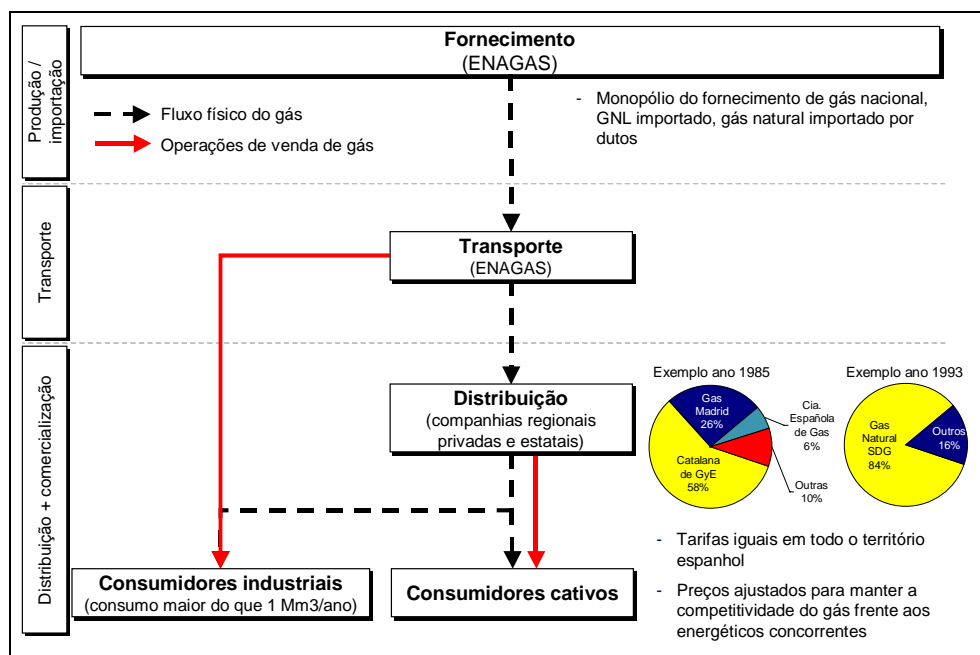 Produção /
importação
Fornecimento
(ENAGAS)
Fluxo físico do gás
Operações de venda de gás
- Monopólio do fornecimento de gás nacional,
GNL importado, gás natural importado por
dutos
Transporte
Transporte
(ENAGAS)
Distribuição + comercialização
Distribuição
(companhias regionais
privadas e estatais)
Exemplo ano 1985
Gas
Madrid
26%
Cia.
Española
de Gas
6%
Catalana
de GyE
58%
Outras
10%
Exemplo ano 1993
Gas
Natural
SDG
84%
Outros
16%
Consumidores industriais
(consumo maior do que 1 Mm3/ano)
Consumidores cativos
- Tarifas iguais em todo o território
espanhol
- Preços ajustados para manter a
competitividade do gás frente aos
energéticos concorrentes